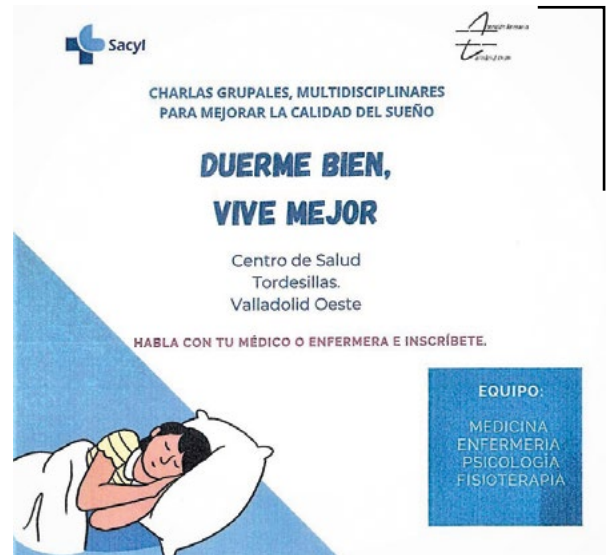 Sacyl
CHARLAS GRUPALES, MULTIDISCIPLINARES
PARA MEJORAR LA CALIDAD DEL SUEÑO
DUERME BIEN,
VIVE MEJOR
Centro de Salud
Tordesillas.
Valladolid Oeste
HABLA CON TU MÉDICO O ENFERMERA E INSCRÍBETE.
EQUIPO:
MEDICINA
ENFERMERIA
PSICOLOGÍA
FISIOTERAPIA